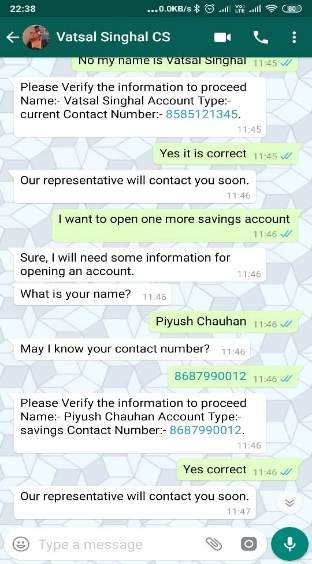 22:38
...0.0KB/s
80
Vatsal Singhal CS
No my name is Vatsal Singhal 11:45
Please Verify the information to proceed
Name:- Vatsal Singhal Account Type:-
current Contact Number:- 8585121345.
11:45
Yes it is correct 11:45
Our representative will contact you soon.
11:46
I want to open one more savings account
11:46
Sure, I will need some information for
opening an account.
11:46
What is your name? 11:46
Piyush Chauhan 11:46
May I know your contact number? 11:46
8687990012 11:46
Please Verify the information to proceed
Name:- Piyush Chauhan Account Type:-
savings Contact Number:- 8687990012.
11:46
Yes correct 11:46
Our representative will contact you soon.
11:47
Type a message